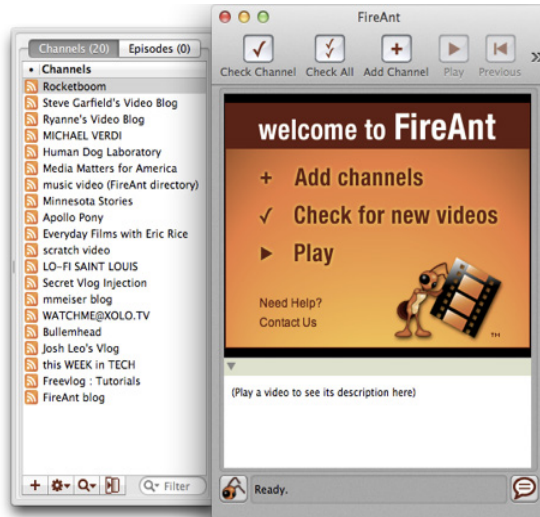 Channels (20) Episodes (0)
• Channels
Rocketboom
Steve Garfield's Video Blog
Ryanne's Video Blog
MICHAEL VERDI
Human Dog Laboratory
Media Matters for America
music video (FireAnt directory)
Minnesota Stories
Apollo Pony
Everyday Films with Eric Rice
scratch video
LO-FI SAINT LOUIS
Secret Vlog Injection
mmeiser blog
WATCHME@XOLO.TV
Bullemhead
Josh Leo's Vlog
this WEEK in TECH
Freevlog : Tutorials
FireAnt blog
Filter
FireAnt
Check Channel Check All Add Channel Play Previous
welcome to FireAnt
+ Add channels
✓ Check for new videos
▶ Play
Need Help?
Contact Us
TM
(Play a video to see its description here)
Ready.